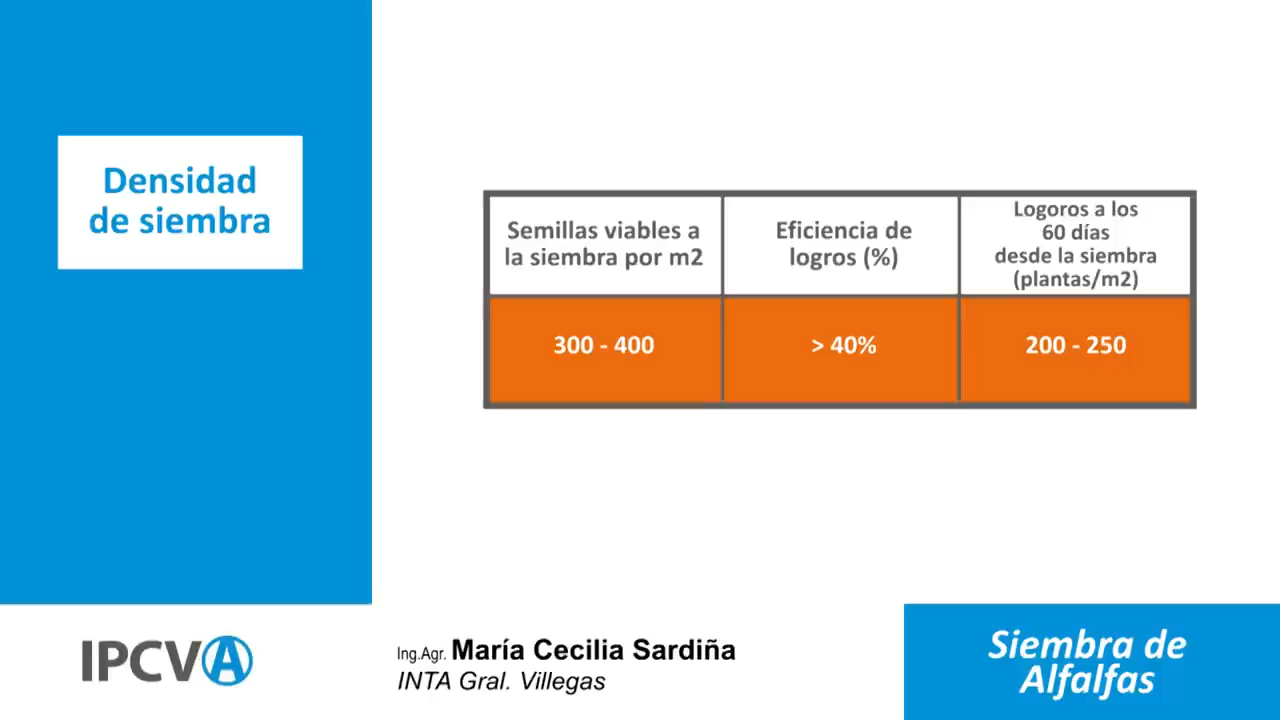 Densidad
de siembra
Semillas viables a
la siembra por m2
Eficiencia de
logros (%)
Logoros a los
60 días
desde la siembra
(plantas/m2)
300 - 400
> 40%
200 - 250
IPCVA
Ing.Agr. María Cecilia Sardiña
INTA Gral. Villegas
Siembra de
Alfalfas